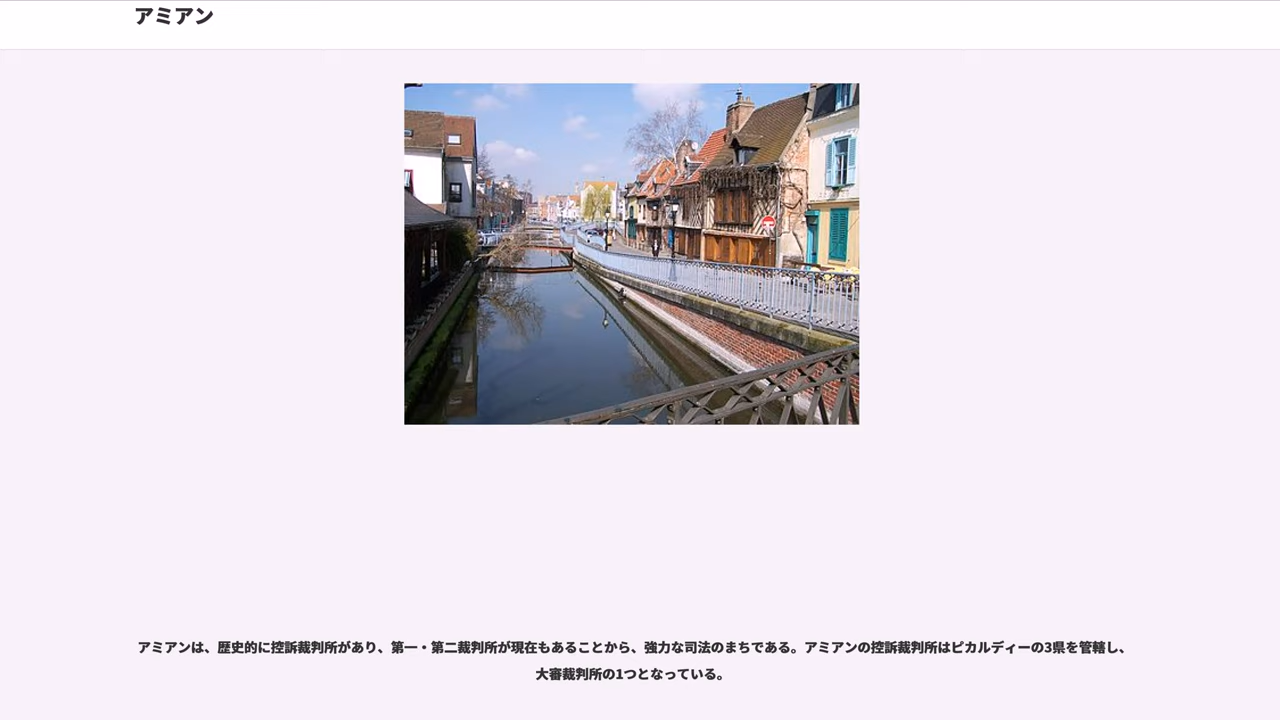 アミアン
アミアンは、歴史的に控訴裁判所があり、第一・第二裁判所が現在もあることから、強力な司法のまちである。アミアンの控訴裁判所はピカルディーの3県を管轄し、
大審裁判所の1つとなっている。